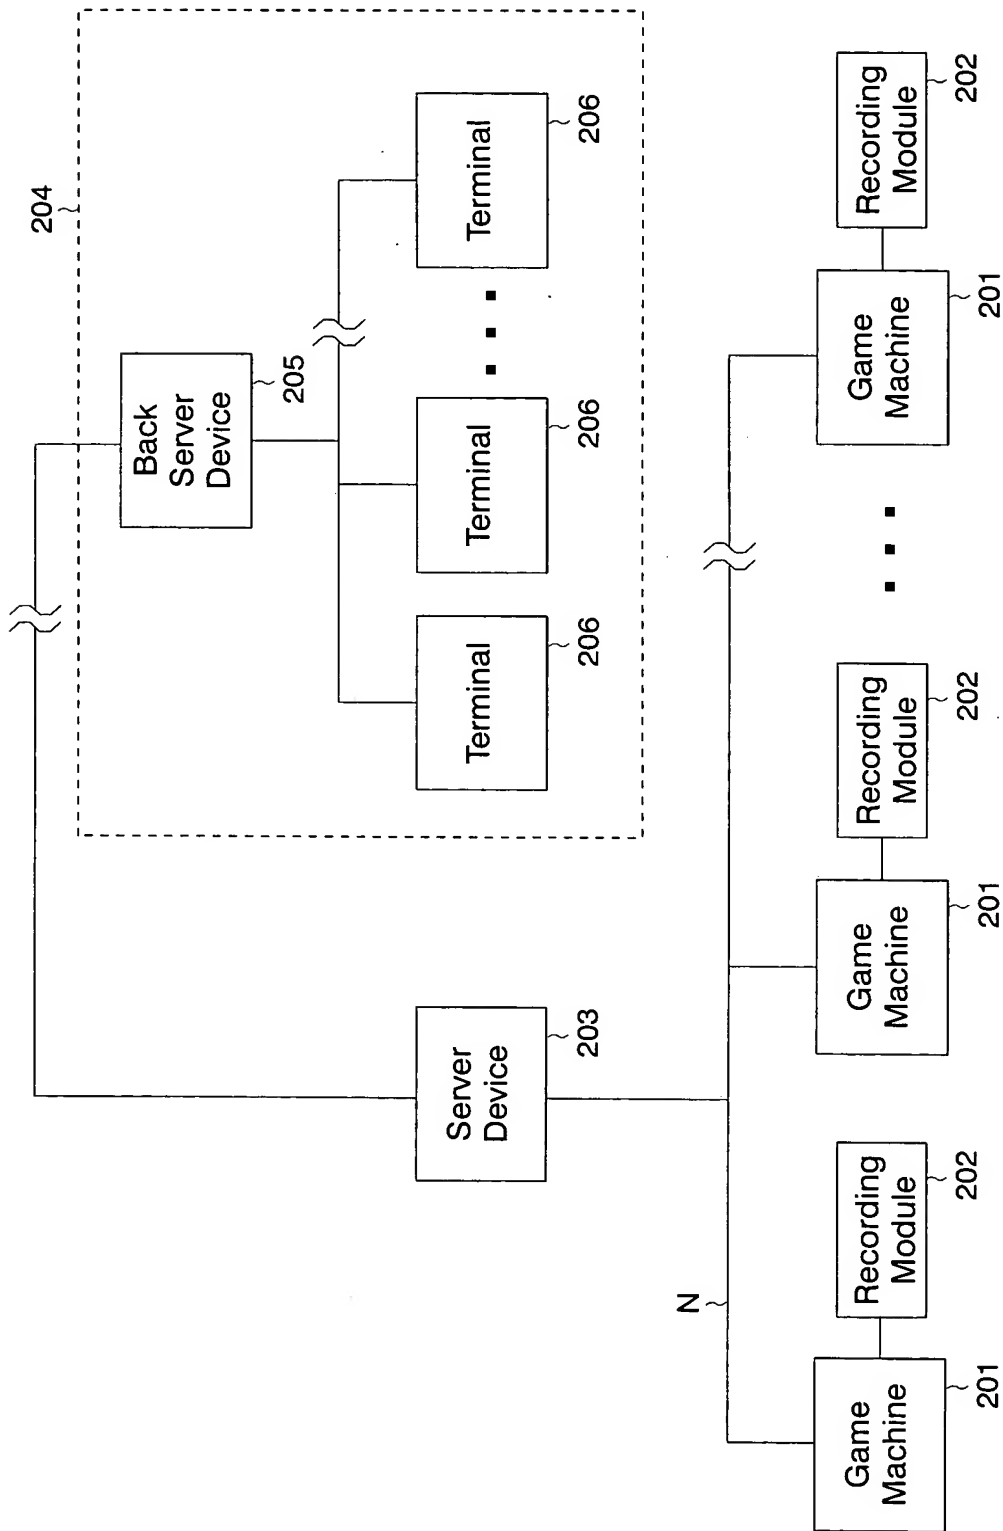 204
Back
Server
Device
205
Server
Device
203
Terminal
206
Terminal
206
Terminal
206
N
Game
Machine
201
Recording
Module
202
Game
Machine
201
Recording
Module
202
Game
Machine
201
Recording
Module
202